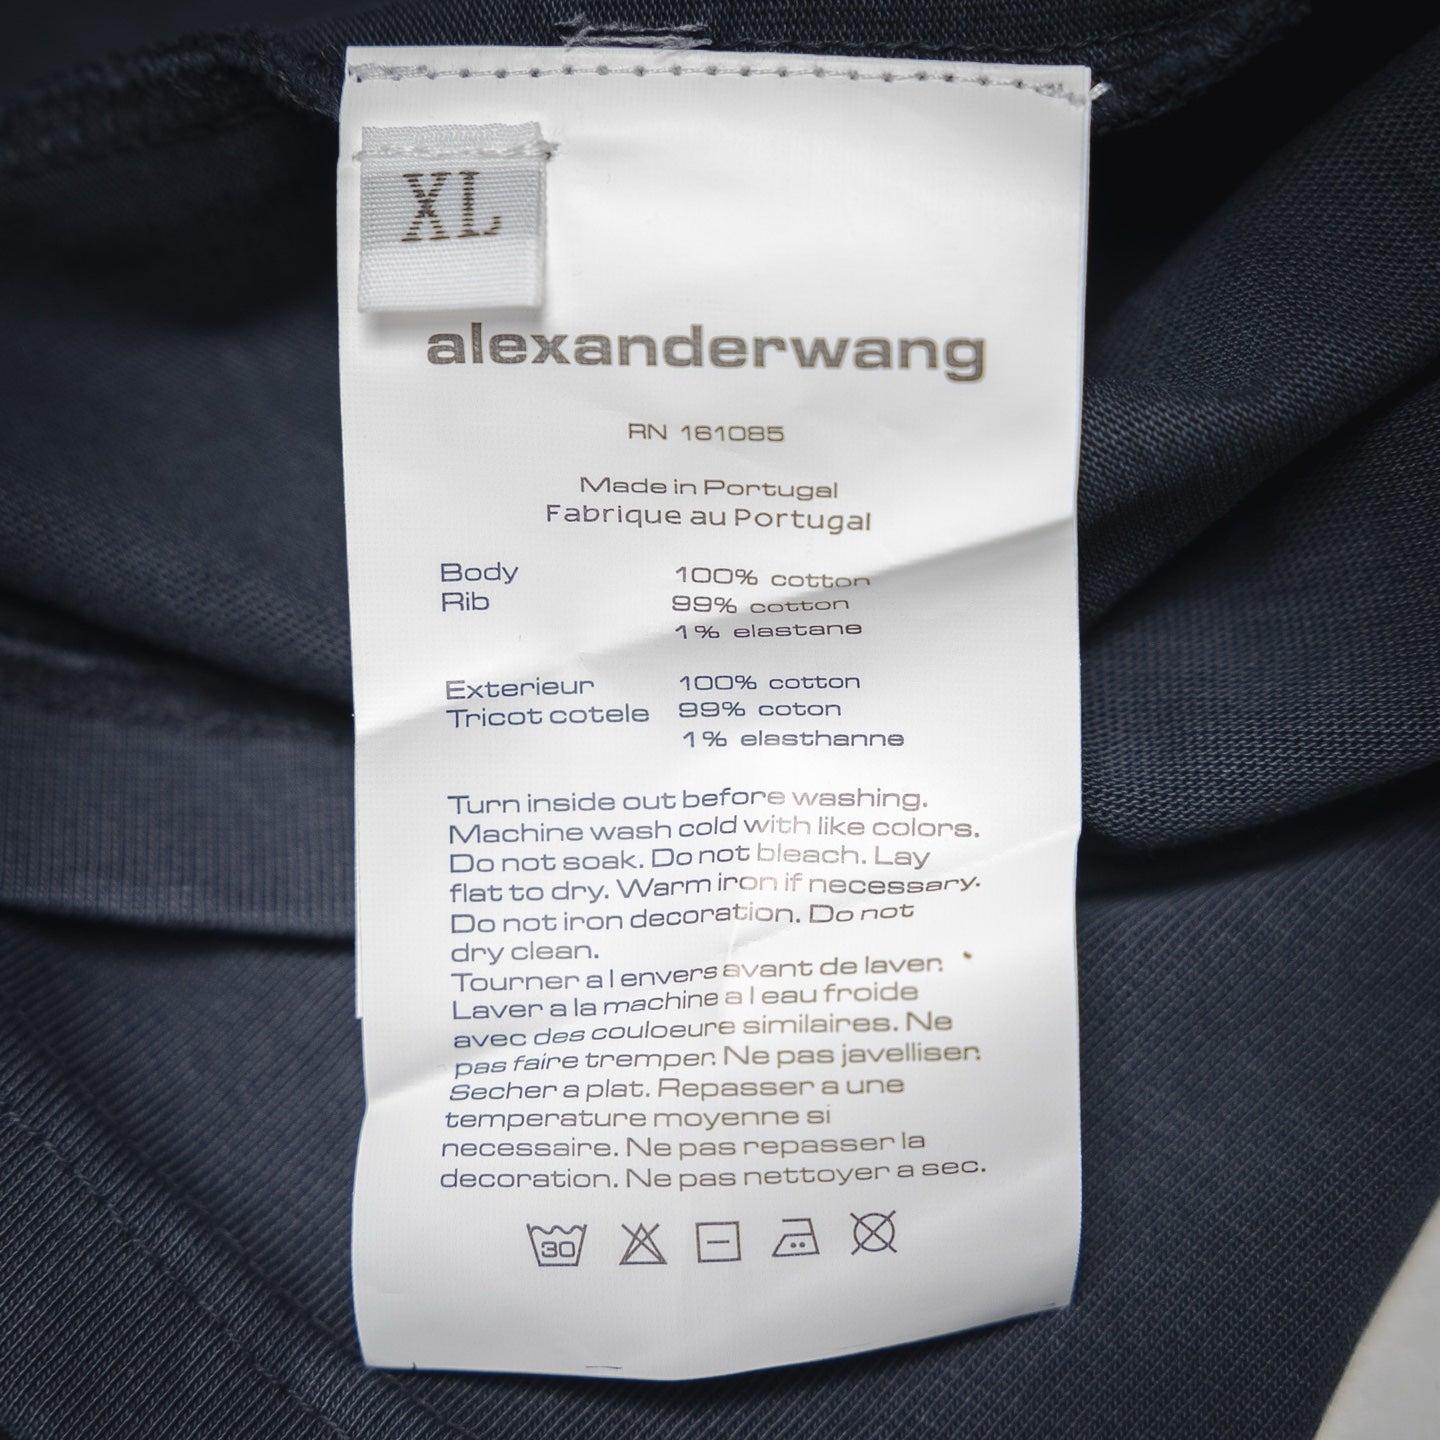 XL
alexanderwang
RN 161085
Made in Portugal
Fabrique au Portugal
Body 100% cotton
Rib 99% cotton
1% elastane
Exterieur 100% cotton
Tricot cotele 99% coton
1% elasthanne
Turn inside out before washing.
Machine wash cold with like colors.
Do not soak. Do not bleach. Lay
flat to dry. Warm iron if necessary.
Do not iron decoration. Do not
dry clean.
Tourner a l envers avant de laver.
Laver a la machine a l eau froide
avec des couloeure similaires. Ne
pas faire tremper. Ne pas javelliser.
Secher a plat. Repasser a une
temperature moyenne si
necessaire. Ne pas repasser la
decoration. Ne pas nettoyer a sec.
30